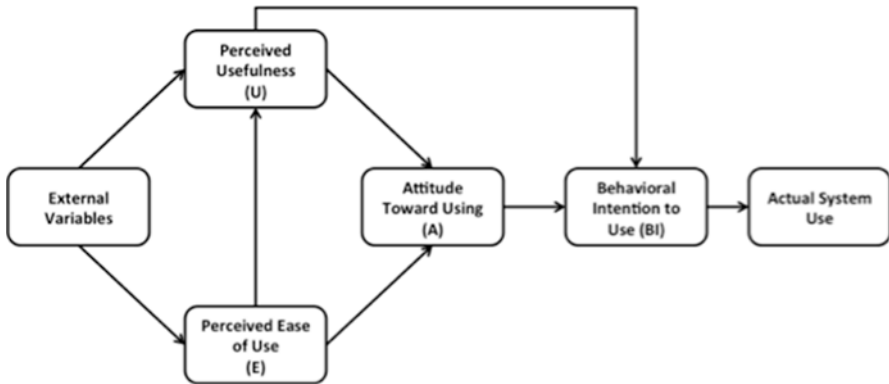 Perceived
Usefulness
(U)
External
Variables
Attitude
Toward Using
(A)
Behavioral
Intention to
Use (BI)
Actual System
Use
Perceived Ease
of Use
(E)